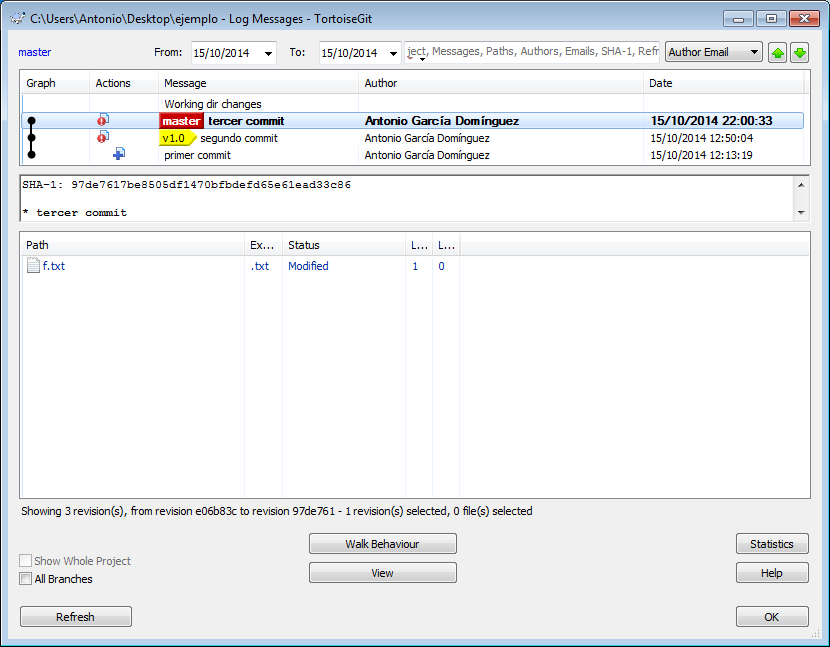 C:\Users\Antonio\Desktop\ejemplo - Log Messages - TortoiseGit
master From: 15/10/2014 To: 15/10/2014 ject, Messages, Paths, Authors, Emails, SHA-1, Refr Author Email
Graph Actions Message Author Date
Working dir changes
master tercer commit Antonio García Domínguez 15/10/2014 22:00:33
v1.0 segundo commit Antonio García Domínguez 15/10/2014 12:50:04
primer commit Antonio García Domínguez 15/10/2014 12:13:19
SHA-1: 97de7617be8505df1470bfbdefd65e61ead33c86
* tercer commit
Path Ex... Status L... L...
f.txt .txt Modified 1 0
Showing 3 revision(s), from revision e06b83c to revision 97de761 - 1 revision(s) selected, 0 file(s) selected
Walk Behaviour Statistics
Show Whole Project
All Branches View Help
Refresh OK